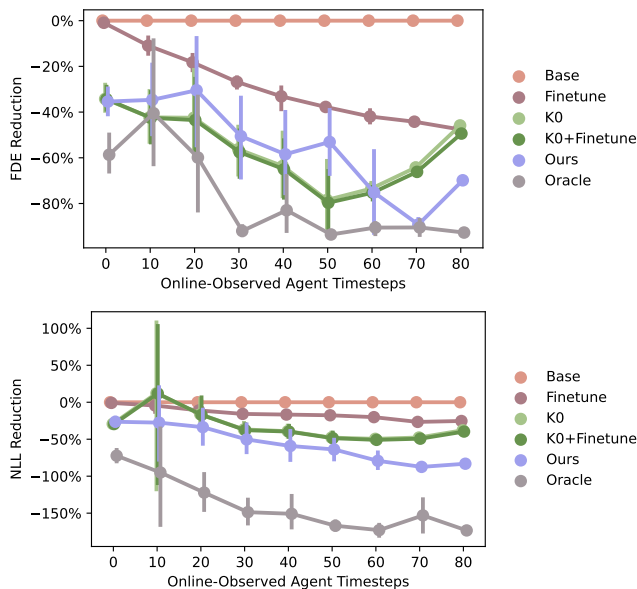 0%
−20%
−40%
−60%
−80%
FDE Reduction
0 10 20 30 40 50 60 70 80
Online-Observed Agent Timesteps
Base
Finetune
K0
K0+Finetune
Ours
Oracle
100%
50%
0%
−50%
−100%
−150%
NLL Reduction
0 10 20 30 40 50 60 70 80
Online-Observed Agent Timesteps
Base
Finetune
K0
K0+Finetune
Ours
Oracle